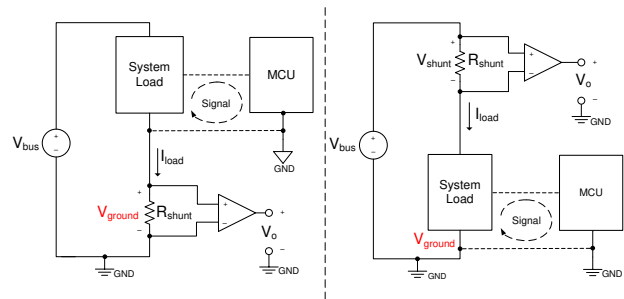 System
Load
MCU
Signal
V_bus
+
−
I_load
GND
+
V_ground
R_shunt
−
+
−
+
V_o
−
GND
GND
+
V_shunt
R_shunt
−
+
−
+
V_o
−
GND
I_load
V_bus
+
−
System
Load
MCU
Signal
V_ground
GND
GND